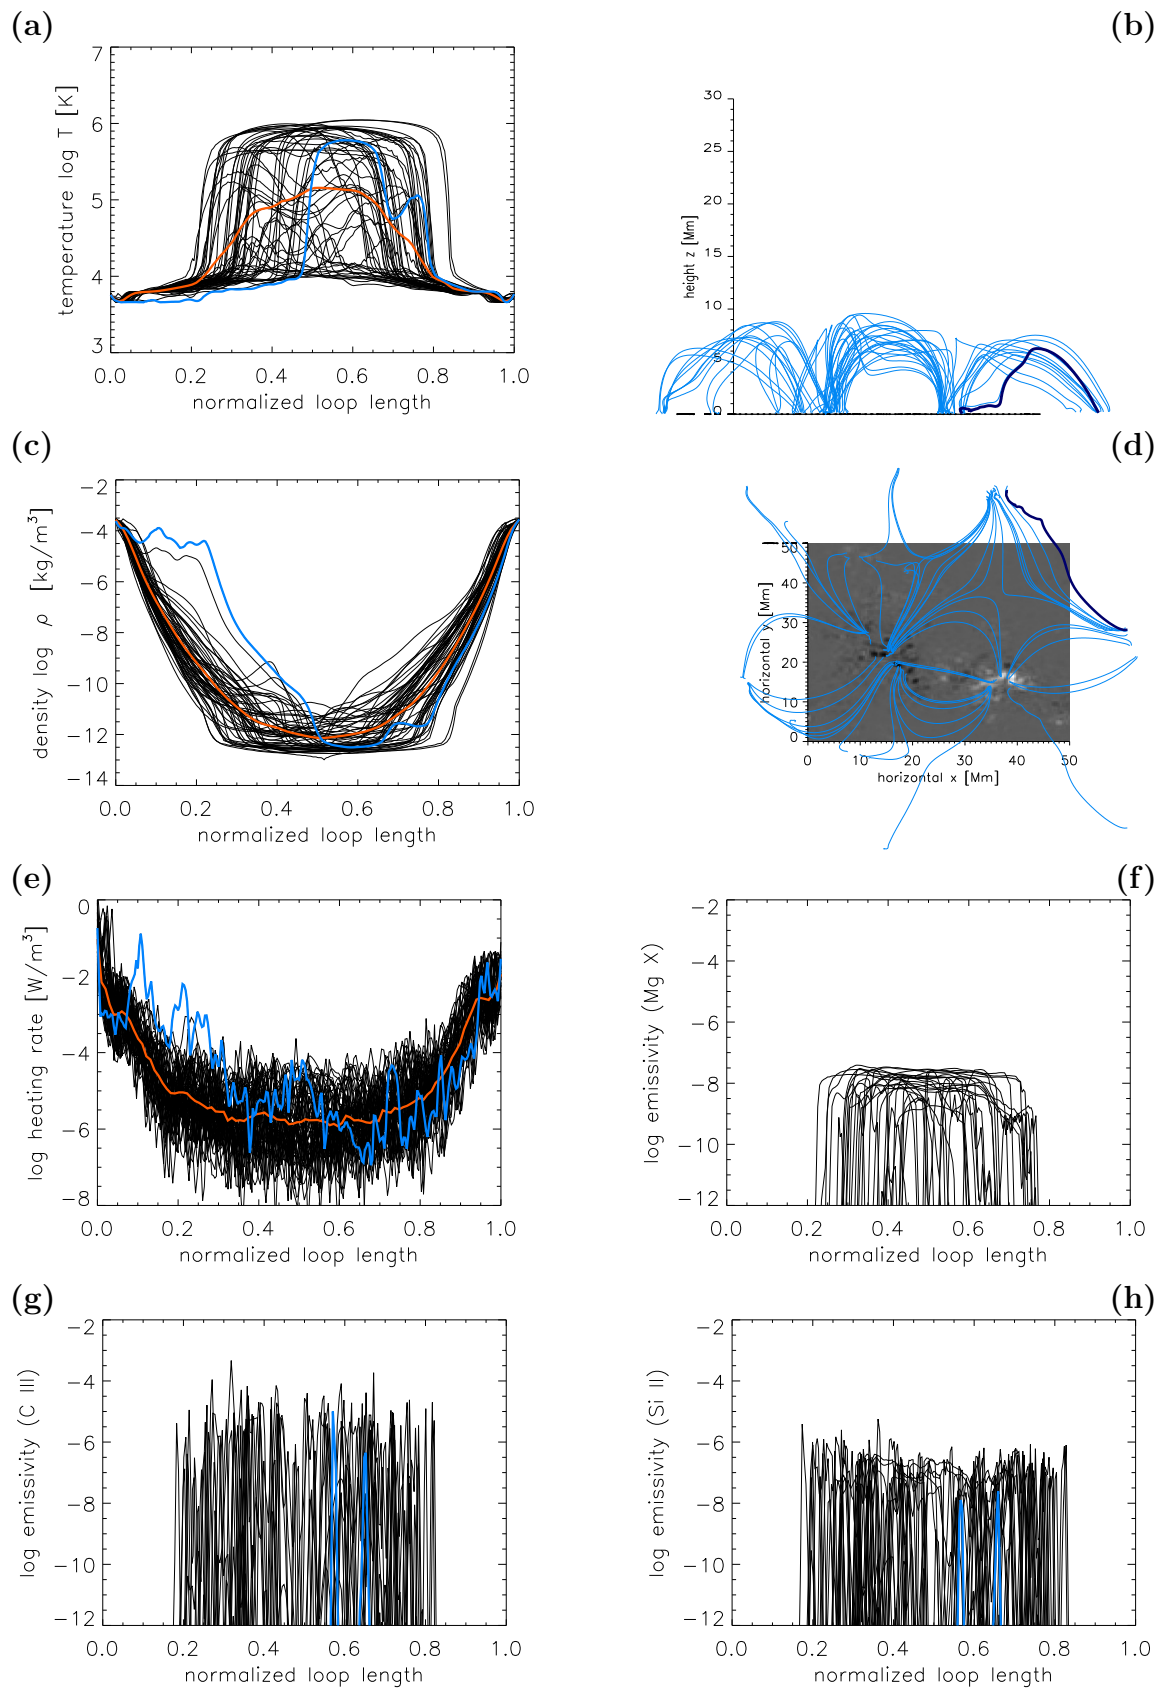 (a)
(b)
7
6
5
4
3
temperature log T [K]
0.0 0.2 0.4 0.6 0.8 1.0
normalized loop length
30
25
20
15
10
5
0
height z [Mm]
(c)
(d)
−2
−4
−6
−8
−10
−12
−14
density log ρ [kg/m³]
0.0 0.2 0.4 0.6 0.8 1.0
normalized loop length
50
40
30
20
10
0
horizontal y [Mm]
0 10 20 30 40 50
horizontal x [Mm]
(e)
(f)
0
−2
−4
−6
−8
log heating rate [W/m³]
0.0 0.2 0.4 0.6 0.8 1.0
normalized loop length
−2
−4
−6
−8
−10
−12
log emissivity (Mg X)
0.0 0.2 0.4 0.6 0.8 1.0
normalized loop length
(g)
(h)
−2
−4
−6
−8
−10
−12
log emissivity (C III)
0.0 0.2 0.4 0.6 0.8 1.0
normalized loop length
−2
−4
−6
−8
−10
−12
log emissivity (Si II)
0.0 0.2 0.4 0.6 0.8 1.0
normalized loop length